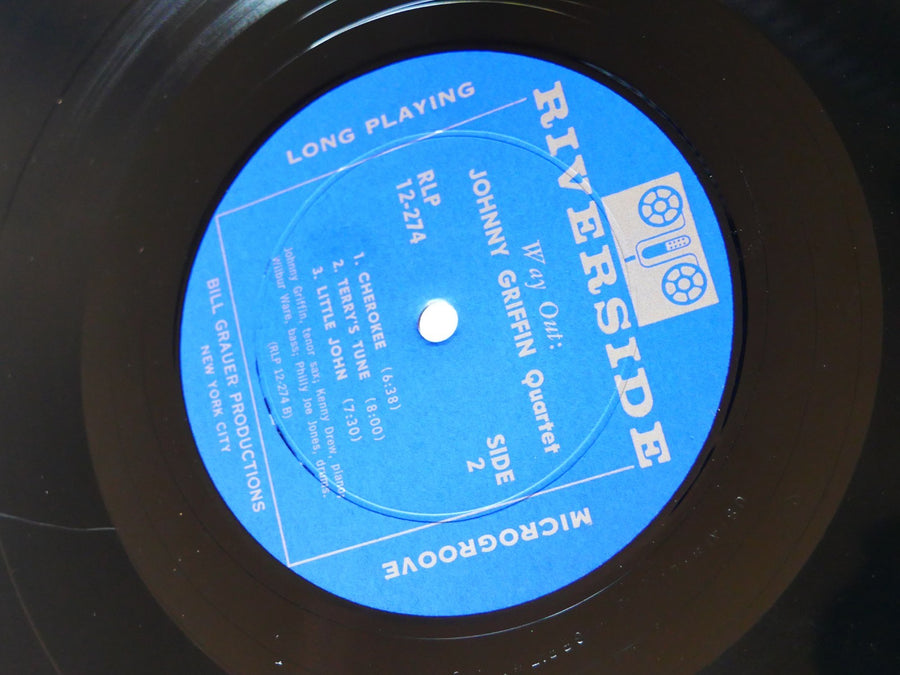 RIVERSIDE
LONG PLAYING
MICROGROOVE
Way Out:
JOHNNY GRIFFIN Quartet
RLP
12-274
SIDE
2
1. CHEROKEE (6:38)
2. TERRY'S TUNE (8:00)
3. LITTLE JOHN (7:30)
Johnny Griffin, tenor sax; Kenny Drew, piano;
Wilbur Ware, bass; Philly Joe Jones, drums.
(RLP 12-274 B)
BILL GRAUER PRODUCTIONS
NEW YORK CITY